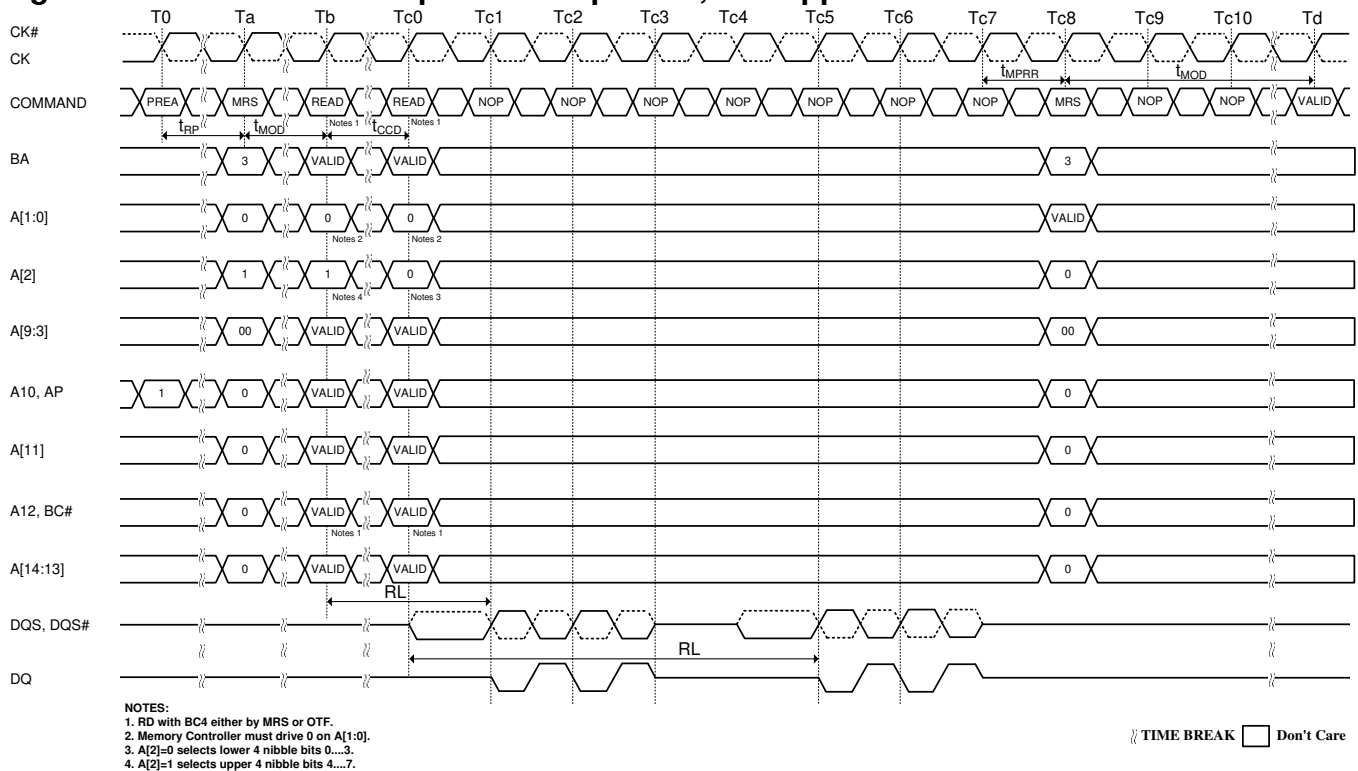 T0 Ta Tb Tc0 Tc1 Tc2 Tc3 Tc4 Tc5 Tc6 Tc7 Tc8 Tc9 Tc10 Td
CK#
CK
tMPRR tMOD
COMMAND PREA MRS READ READ NOP NOP NOP NOP NOP NOP NOP MRS NOP NOP VALID
Notes 1 Notes 1
tRP tMOD tCCD
BA 3 VALID VALID 3
A[1:0] 0 0 0 VALID
Notes 2 Notes 2
A[2] 1 1 0 0
Notes 4 Notes 3
A[9:3] 00 VALID VALID 00
A10, AP 1 0 VALID VALID 0
A[11] 0 VALID VALID 0
A12, BC# 0 VALID VALID 0
Notes 1 Notes 1
A[14:13] 0 VALID VALID 0
RL
DQS, DQS#
RL
DQ
NOTES:
1. RD with BC4 either by MRS or OTF.
2. Memory Controller must drive 0 on A[1:0].
3. A[2]=0 selects lower 4 nibble bits 0....3.
4. A[2]=1 selects upper 4 nibble bits 4....7.
TIME BREAK Don't Care